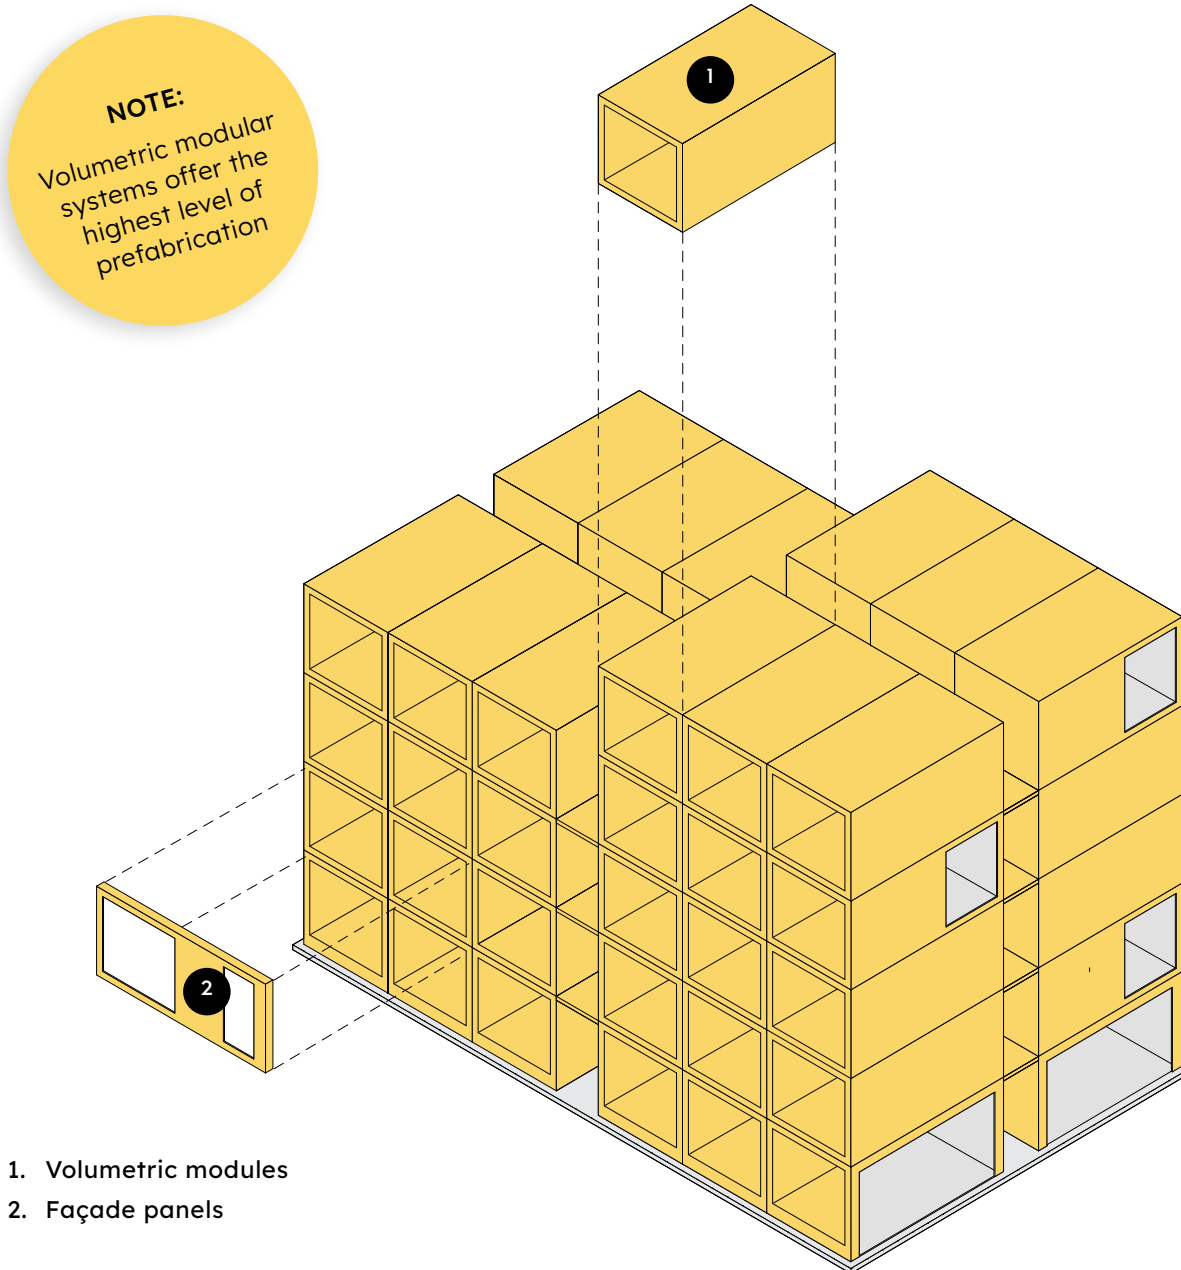 NOTE:
Volumetric modular
systems offer the
highest level of
prefabrication
1
2
1. Volumetric modules
2. Façade panels